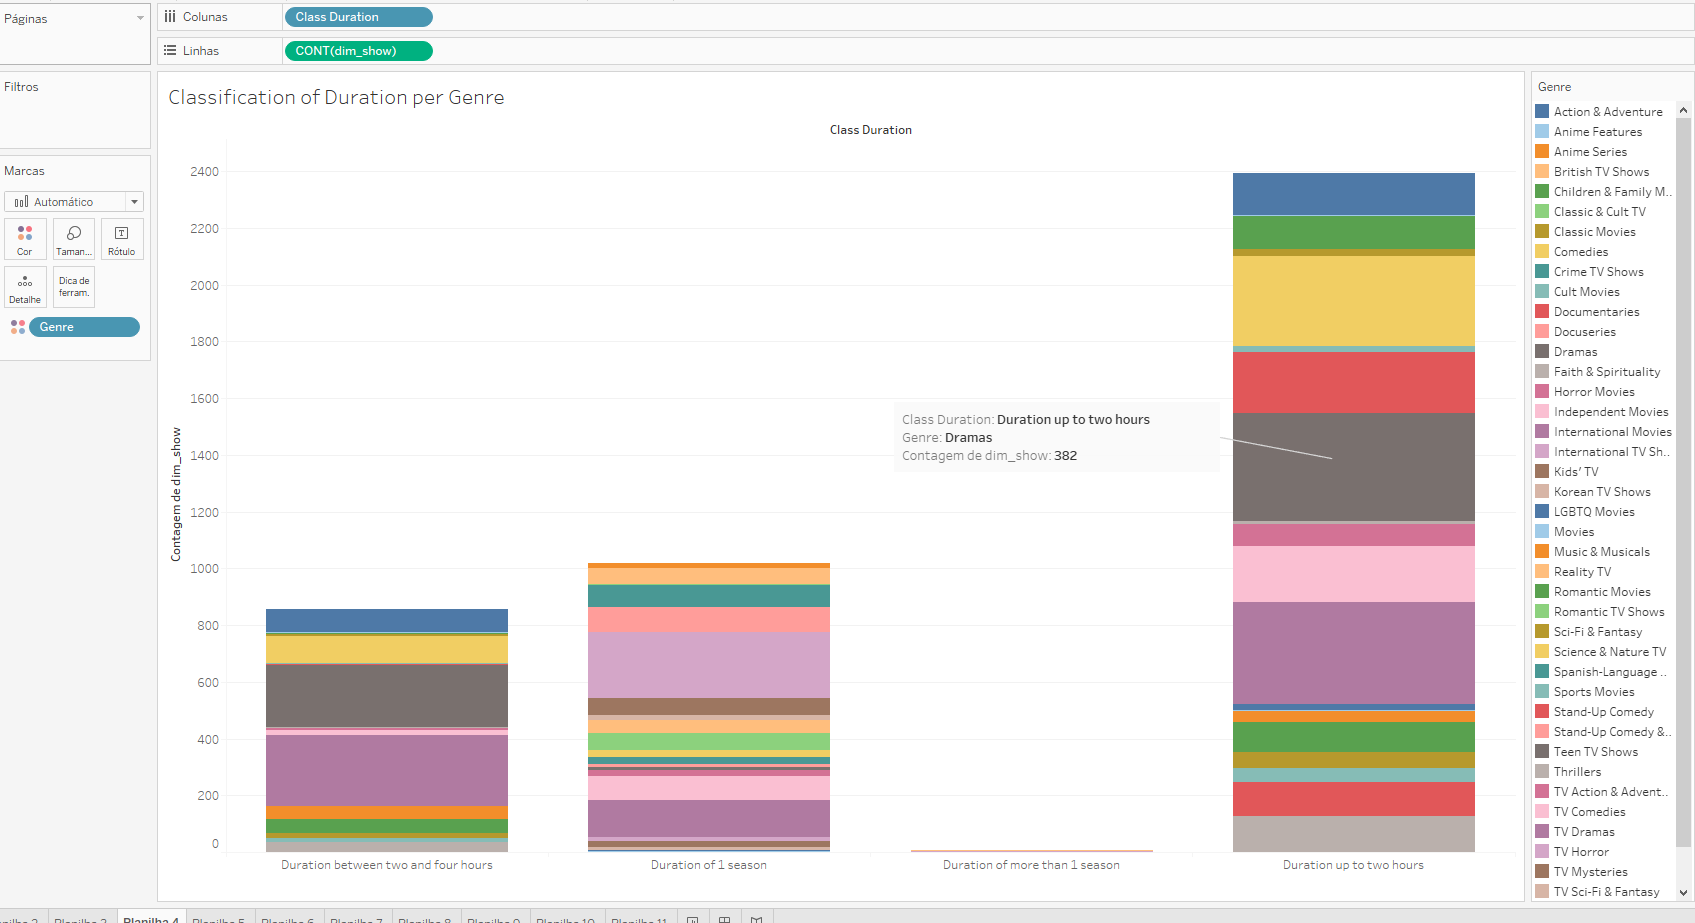 Páginas
Colunas
Class Duration
Linhas
CONT(dim_show)
Filtros
Marcas
Automático
Cor
Taman...
Rótulo
Detalhe
Dica de
ferram.
Genre
Classification of Duration per Genre
Class Duration
Contagem de dim_show
2400
2200
2000
1800
1600
1400
1200
1000
800
600
400
200
0
Class Duration: Duration up to two hours
Genre: Dramas
Contagem de dim_show: 382
Duration between two and four hours
Duration of 1 season
Duration of more than 1 season
Duration up to two hours
Genre
Action & Adventure
Anime Features
Anime Series
British TV Shows
Children & Family M..
Classic & Cult TV
Classic Movies
Comedies
Crime TV Shows
Cult Movies
Documentaries
Docuseries
Dramas
Faith & Spirituality
Horror Movies
Independent Movies
International Movies
International TV Sh..
Kids' TV
Korean TV Shows
LGBTQ Movies
Movies
Music & Musicals
Reality TV
Romantic Movies
Romantic TV Shows
Sci-Fi & Fantasy
Science & Nature TV
Spanish-Language ..
Sports Movies
Stand-Up Comedy
Stand-Up Comedy &..
Teen TV Shows
Thrillers
TV Action & Advent..
TV Comedies
TV Dramas
TV Horror
TV Mysteries
TV Sci-Fi & Fantasy
Planilha 3
Planilha 4
Planilha 5
Planilha 6
Planilha 7
Planilha 8
Planilha 9
Planilha 10
Planilha 11